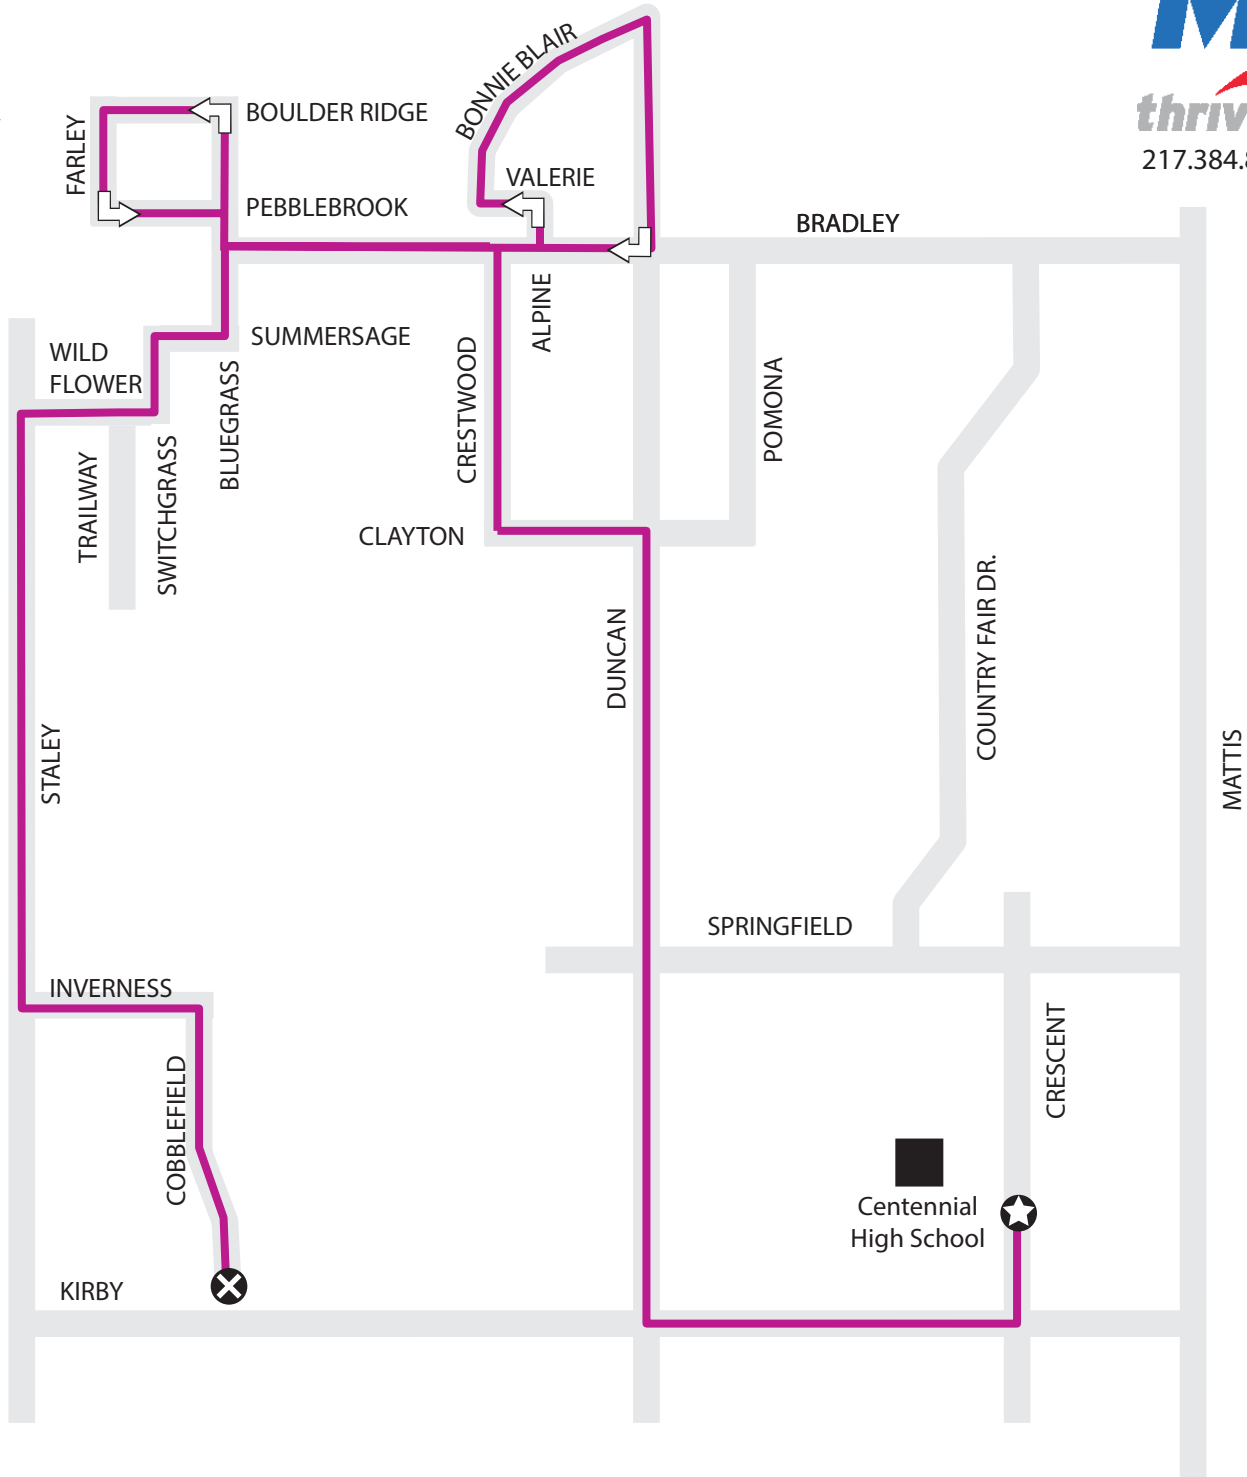 BONNIE BLAIR
BOULDER RIDGE
FARLEY
VALERIE
PEBBLEBROOK
BRADLEY
217.384.8
ALPINE
SUMMERSAGE
WILD
FLOWER
CRESTWOOD
BLUEGRASS
POMONA
TRAILWAY
SWITCHGRASS
CLAYTON
COUNTRY FAIR DR.
DUNCAN
STALEY
MATTIS
SPRINGFIELD
INVERNESS
CRESCENT
COBBLEFIELD
Centennial
High School
KIRBY